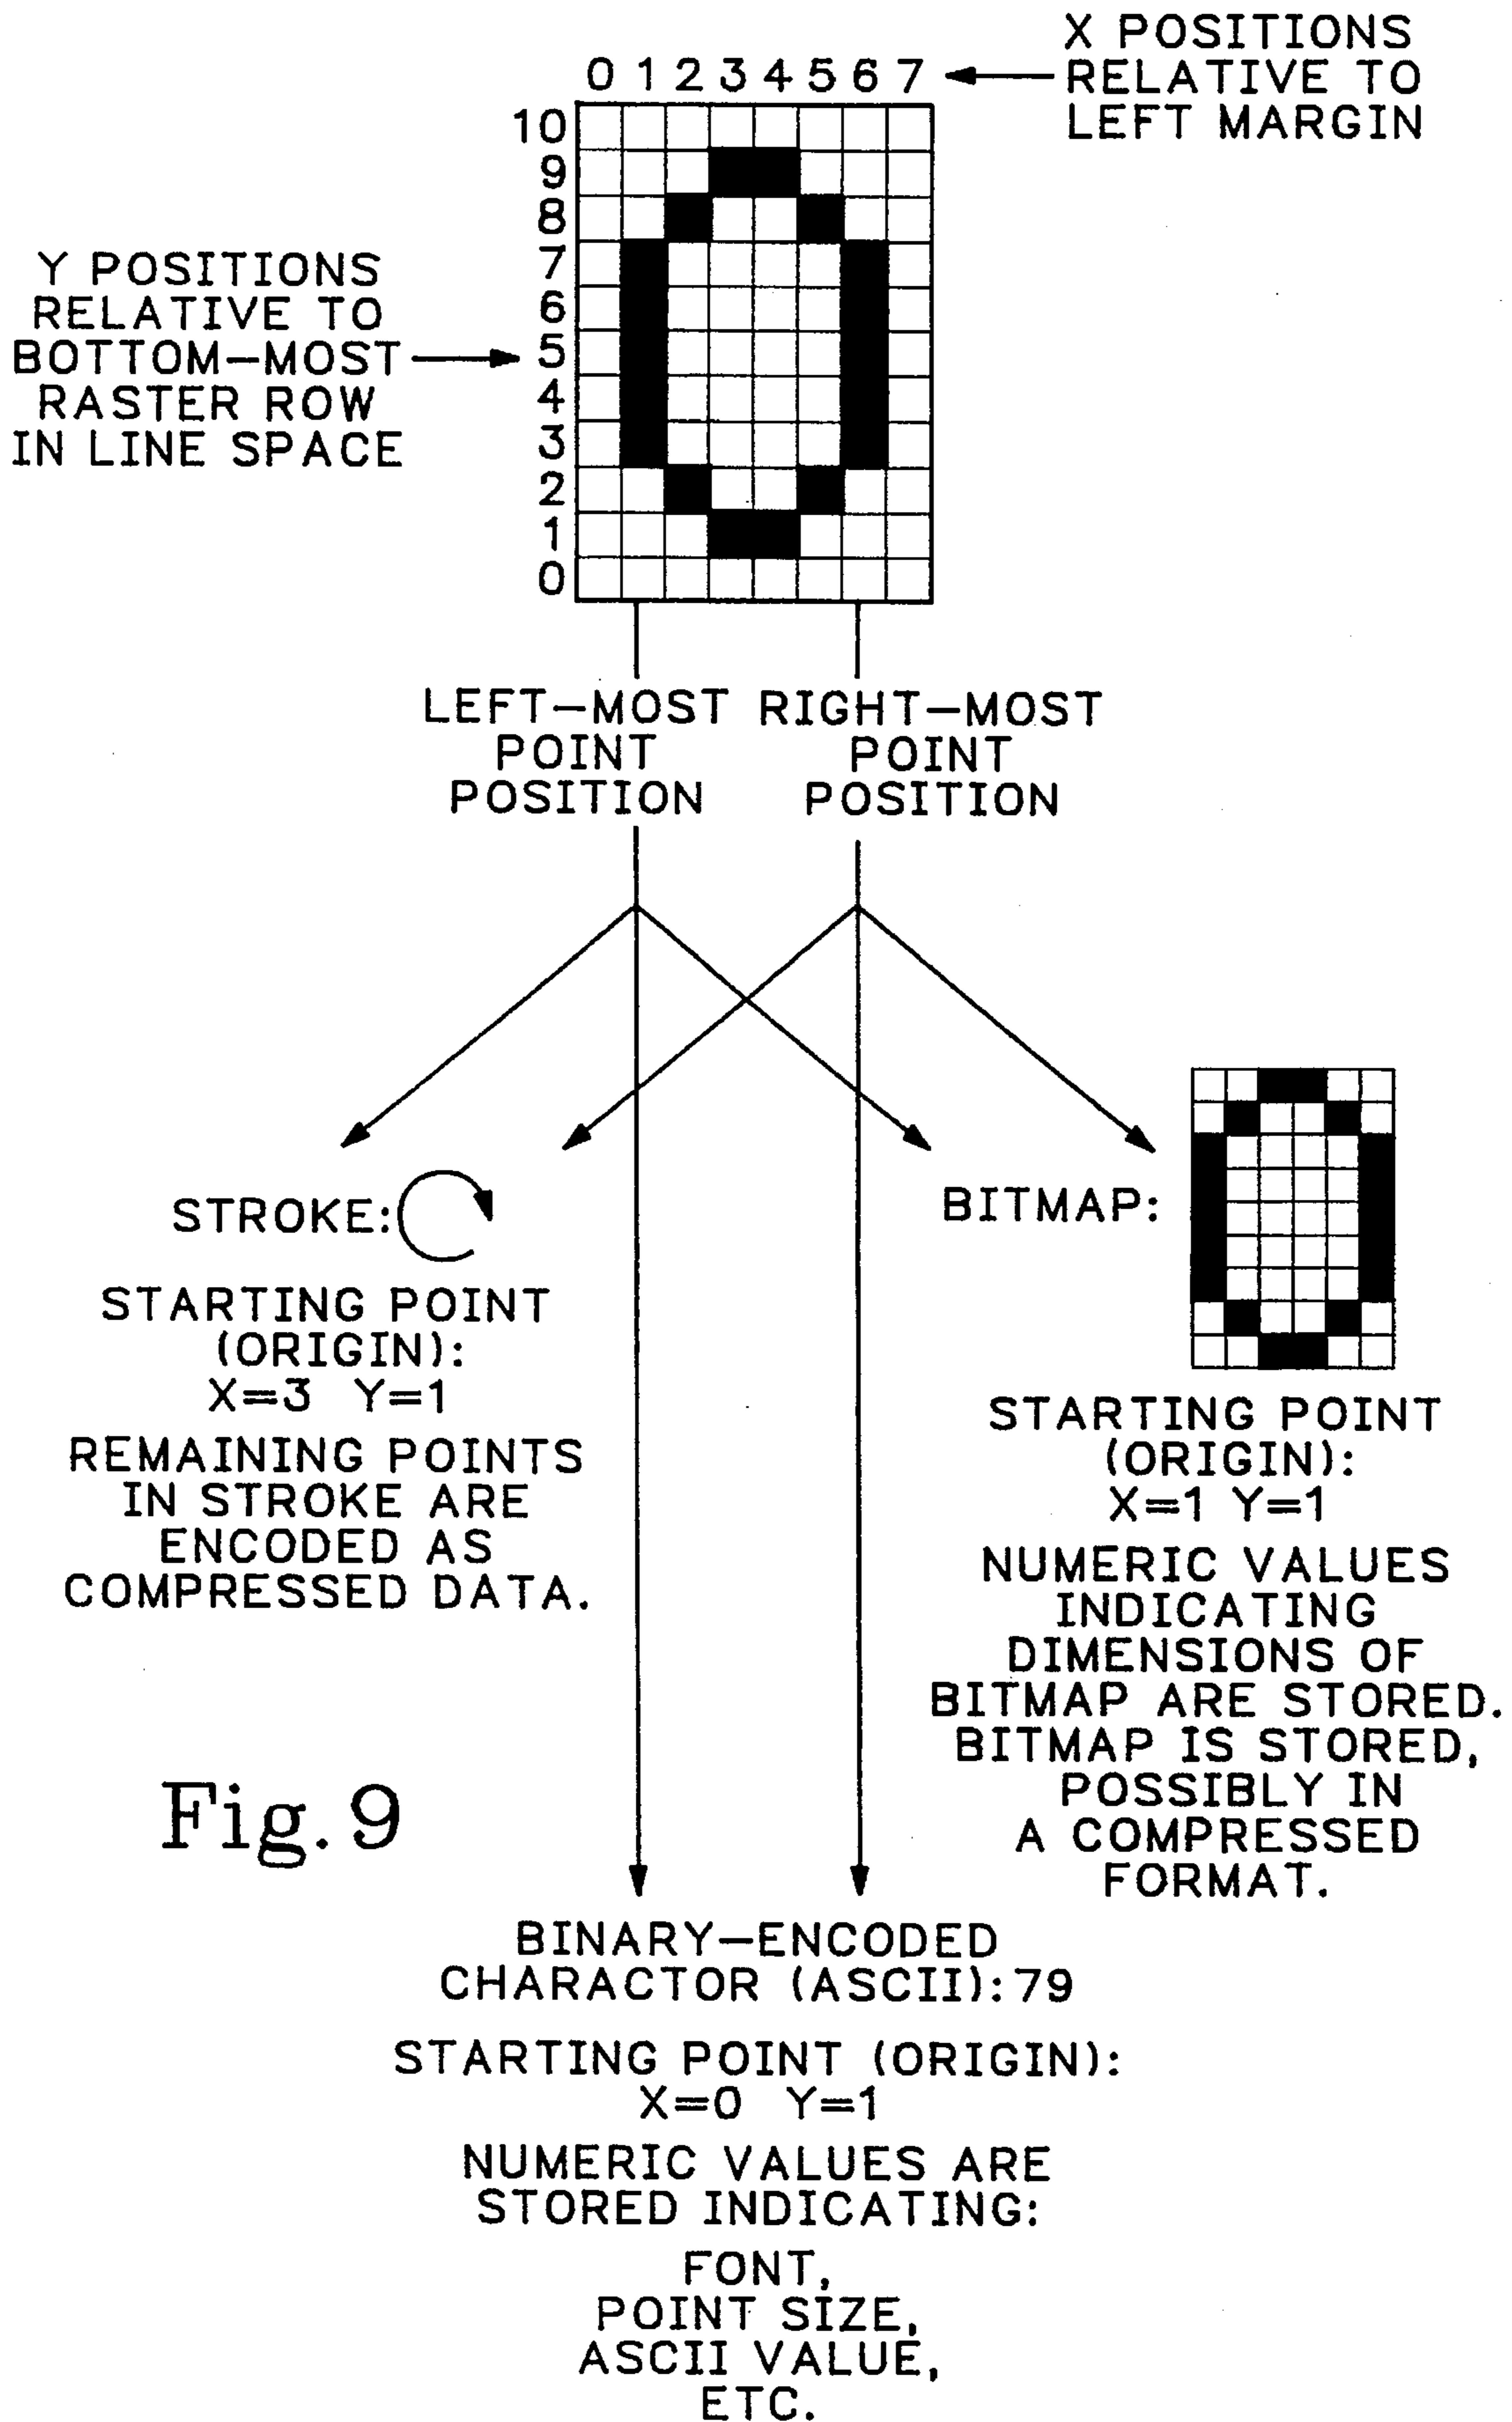 X POSITIONS
RELATIVE TO
LEFT MARGIN
0 1 2 3 4 5 6 7
10
9
8
7
6
5
4
3
2
1
0
Y POSITIONS
RELATIVE TO
BOTTOM—MOST
RASTER ROW
IN LINE SPACE
LEFT—MOST
POINT
POSITION
RIGHT—MOST
POINT
POSITION
STROKE:
STARTING POINT
(ORIGIN):
X=3 Y=1
REMAINING POINTS
IN STROKE ARE
ENCODED AS
COMPRESSED DATA.
BITMAP:
STARTING POINT
(ORIGIN):
X=1 Y=1
NUMERIC VALUES
INDICATING
DIMENSIONS OF
BITMAP ARE STORED.
BITMAP IS STORED,
POSSIBLY IN
A COMPRESSED
FORMAT.
Fig. 9
BINARY—ENCODED
CHARACTOR (ASCII): 79
STARTING POINT (ORIGIN):
X=0 Y=1
NUMERIC VALUES ARE
STORED INDICATING:
FONT,
POINT SIZE,
ASCII VALUE,
ETC.